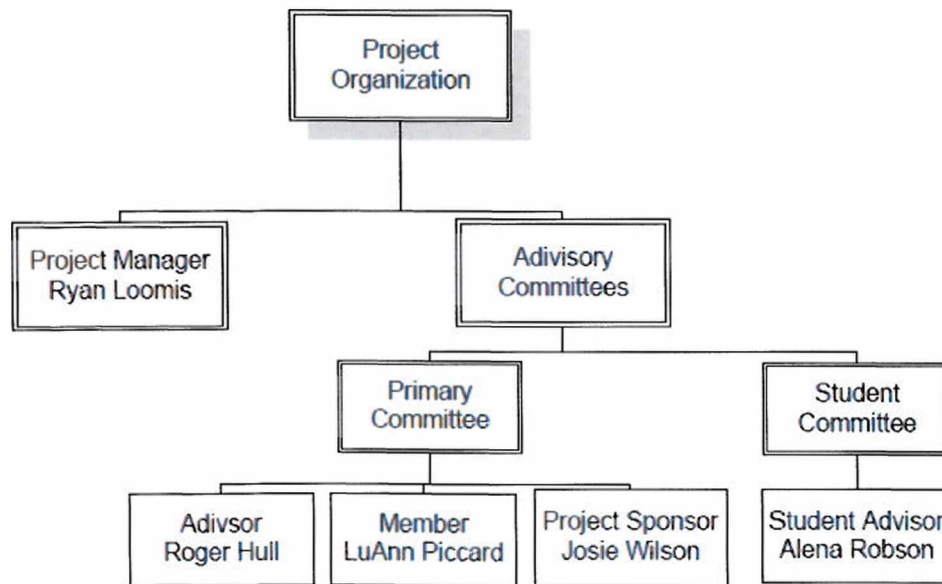 Project
Organization
Project Manager
Ryan Loomis
Adivisory
Committees
Primary
Committee
Student
Committee
Adivsor
Roger Hull
Member
LuAnn Piccard
Project Sponsor
Josie Wilson
Student Advisor
Alena Robson